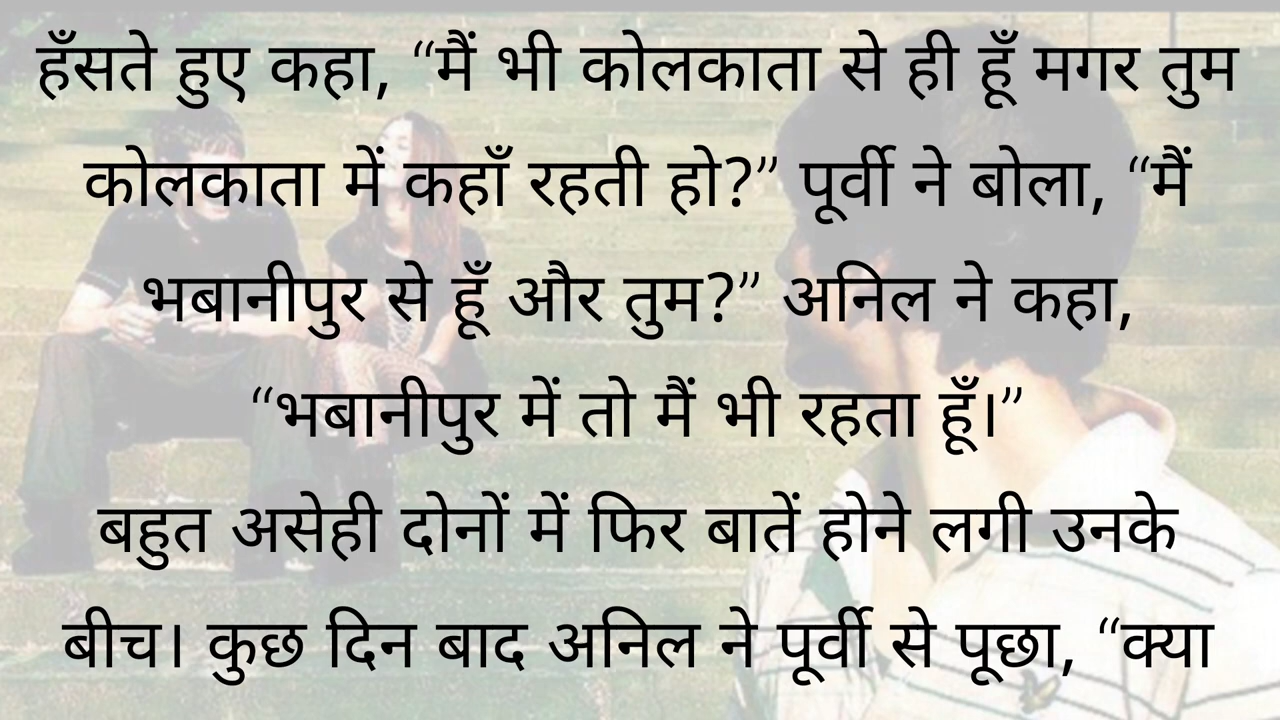 हँसते हुए कहा, “मैं भी कोलकाता से ही हूँ मगर तुम
कोलकाता में कहाँ रहती हो?” पूर्वी ने बोला, “मैं
भबानीपुर से हूँ और तुम?” अनिल ने कहा,
“भबानीपुर में तो मैं भी रहता हूँ।”
बहुत असेही दोनों में फिर बातें होने लगी उनके
बीच। कुछ दिन बाद अनिल ने पूर्वी से पूछा, “क्या